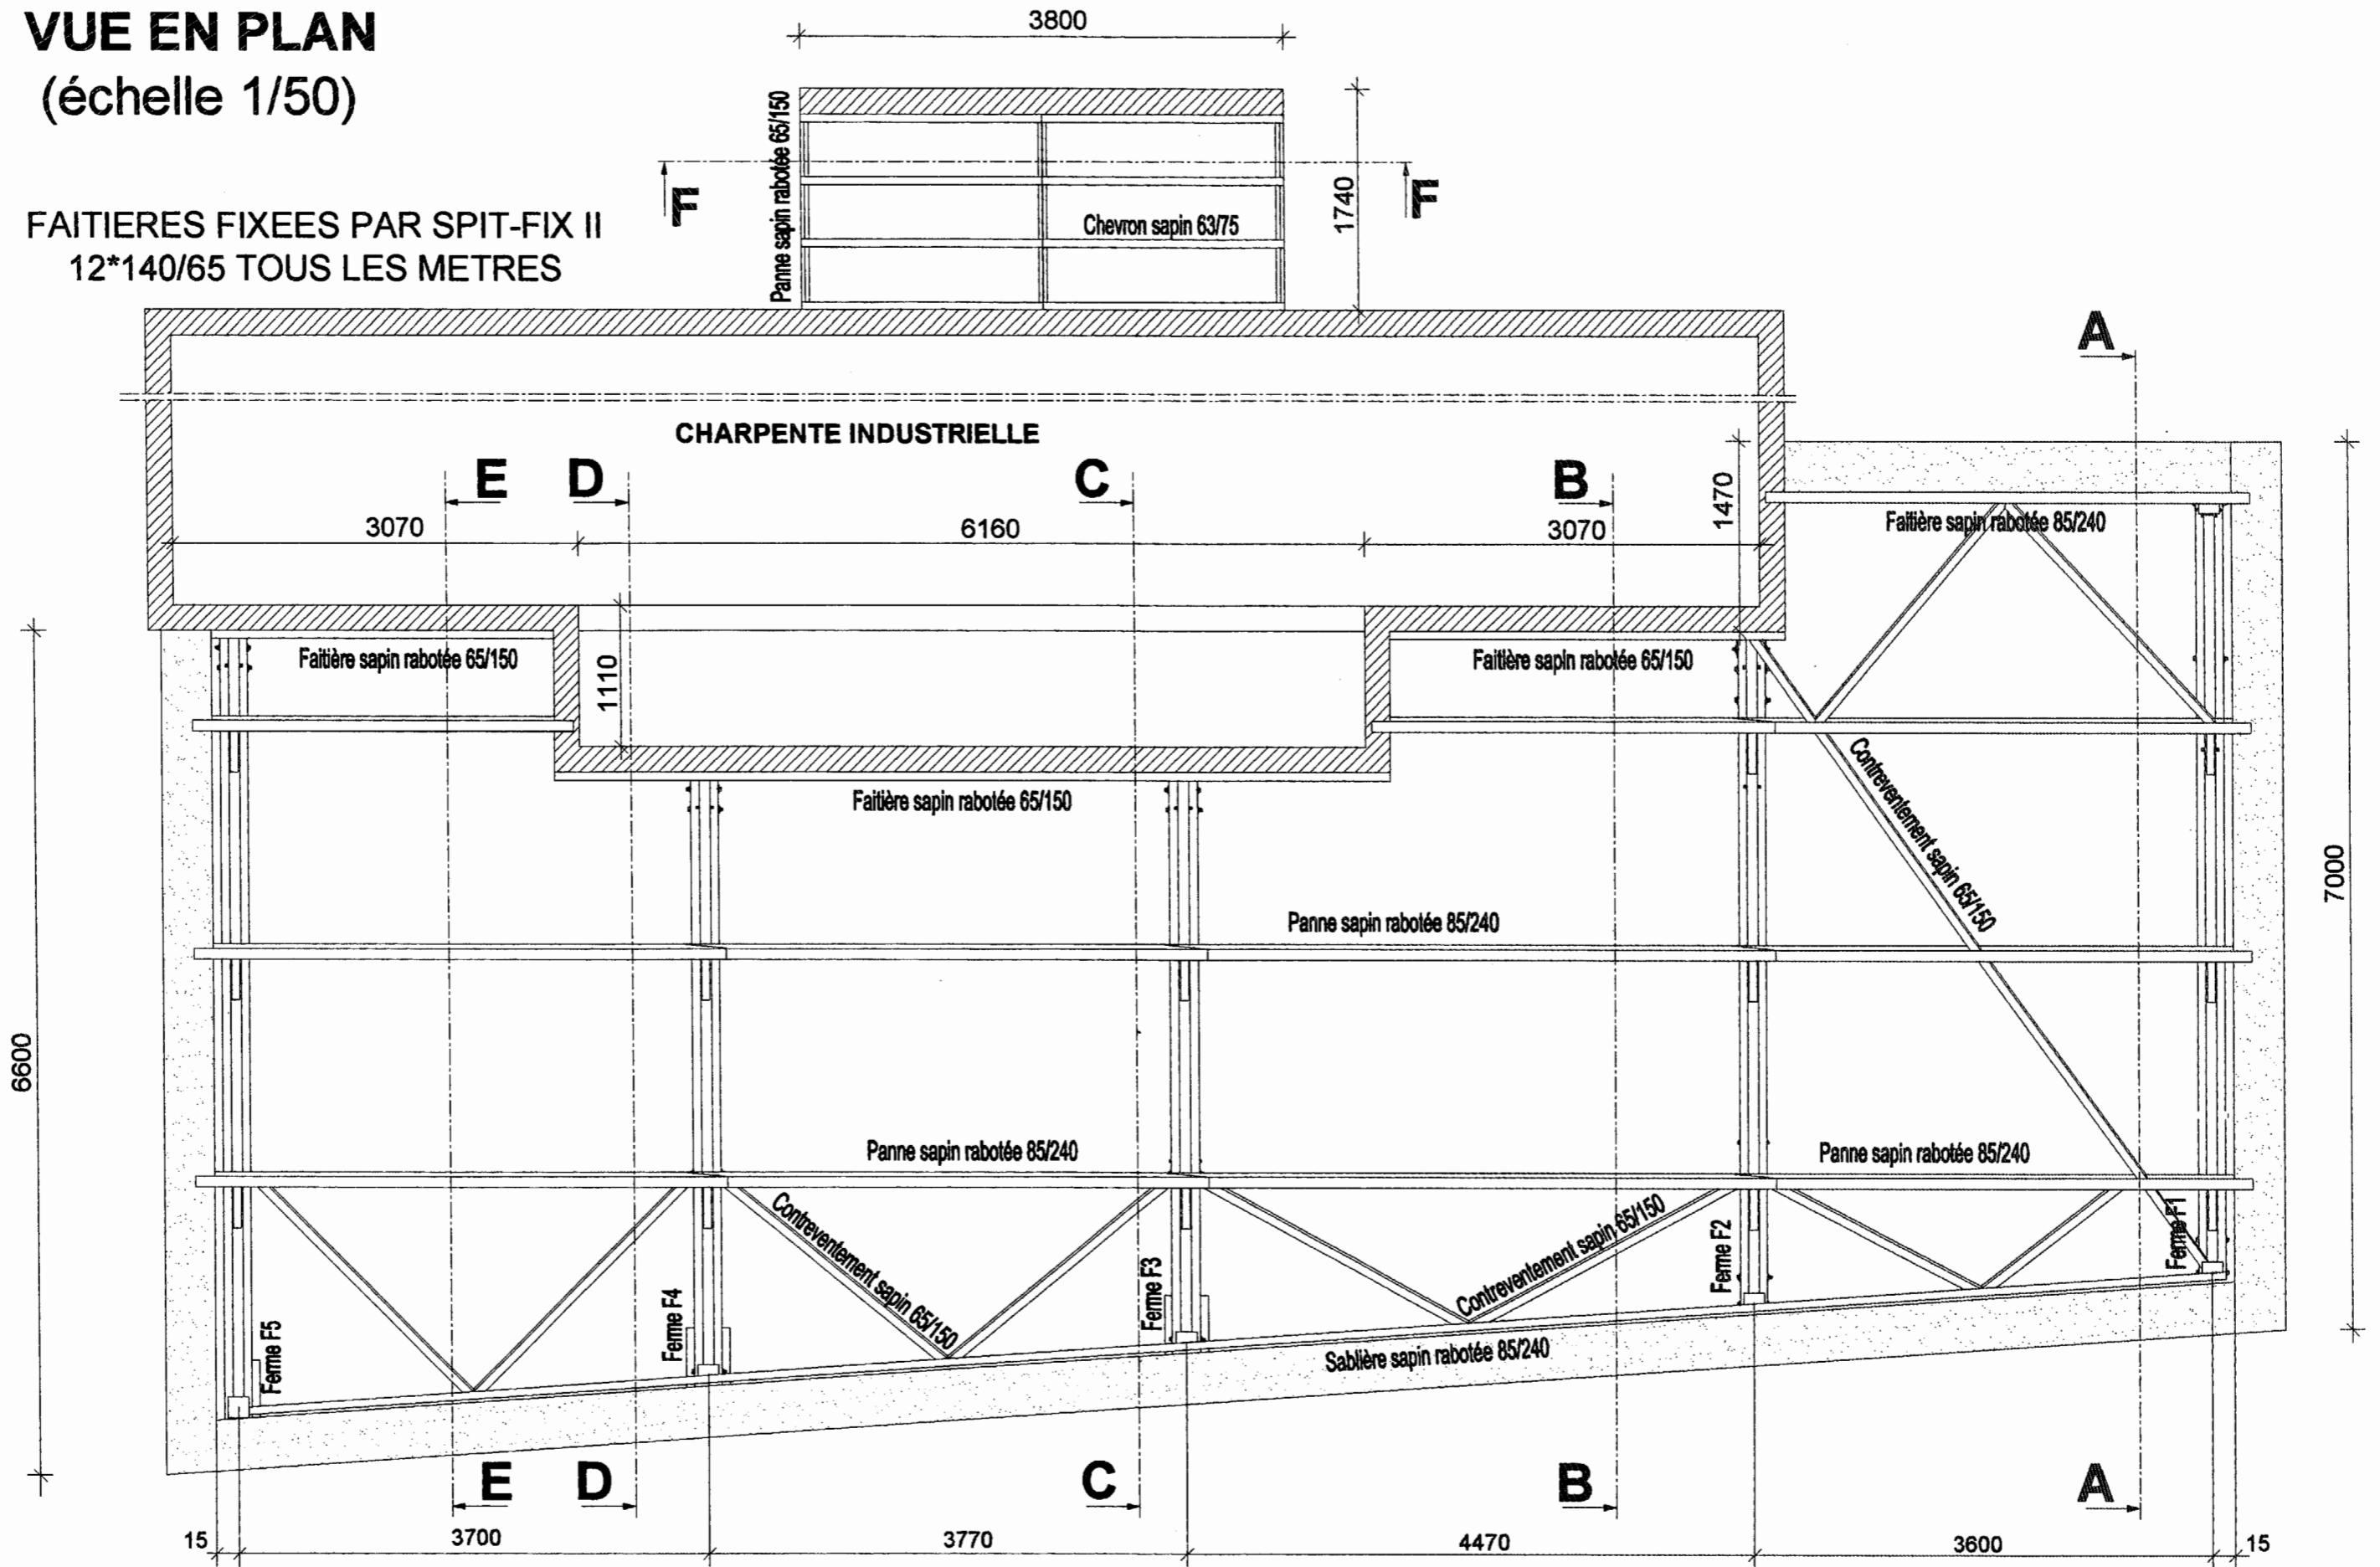 VUE EN PLAN
(échelle 1/50)
3800
FAITIERES FIXEES PAR SPIT-FIX II
12*140/65 TOUS LES METRES
Panne sapin rabotée 65/150
F
F
Chevron sapin 63/75
1740
A
CHARPENTE INDUSTRIELLE
E
D
C
B
1470
3070
6160
3070
Faitière sapin rabotée 85/240
Faitière sapin rabotée 65/150
1110
Faitière sapin rabotée 65/150
Faitière sapin rabotée 65/150
Contreventement sapin 65/150
7000
Panne sapin rabotée 85/240
6600
Panne sapin rabotée 85/240
Panne sapin rabotée 85/240
Contreventement sapin 65/150
Contreventement sapin 65/150
Ferme F5
Ferme F4
Ferme F3
Ferme F2
Ferme F1
Sablière sapin rabotée 85/240
E
D
C
B
A
15
3700
3770
4470
3600
15